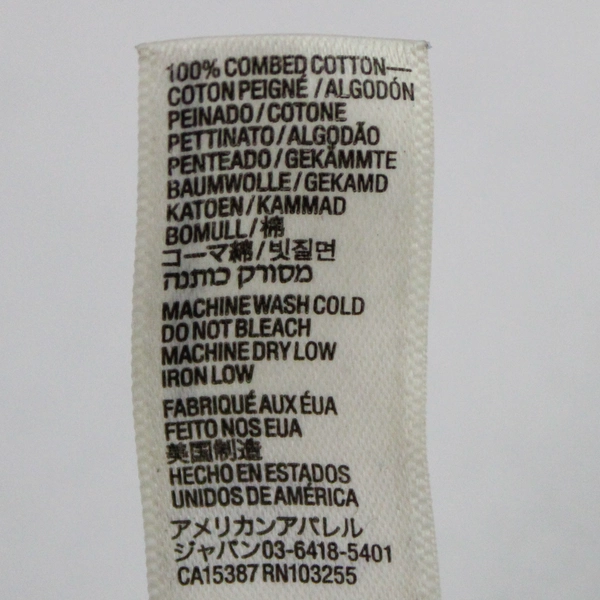 100% COMBED COTTON—
COTON PEIGNÉ / ALGODÓN
PEINADO / COTONE
PETTINATO / ALGODÃO
PENTEADO / GEKÄMMTE
BAUMWOLLE / GEKAMD
KATOEN / KAMMAD
BOMULL / 棉
コーマ綿 / 빗질면
מסורק כותנה
MACHINE WASH COLD
DO NOT BLEACH
MACHINE DRY LOW
IRON LOW
FABRIQUÉ AUX ÉUA
FEITO NOS EUA
美国制造
HECHO EN ESTADOS
UNIDOS DE AMÉRICA
アメリカンアパレル
ジャパン 03-6418-5401
CA15387 RN103255